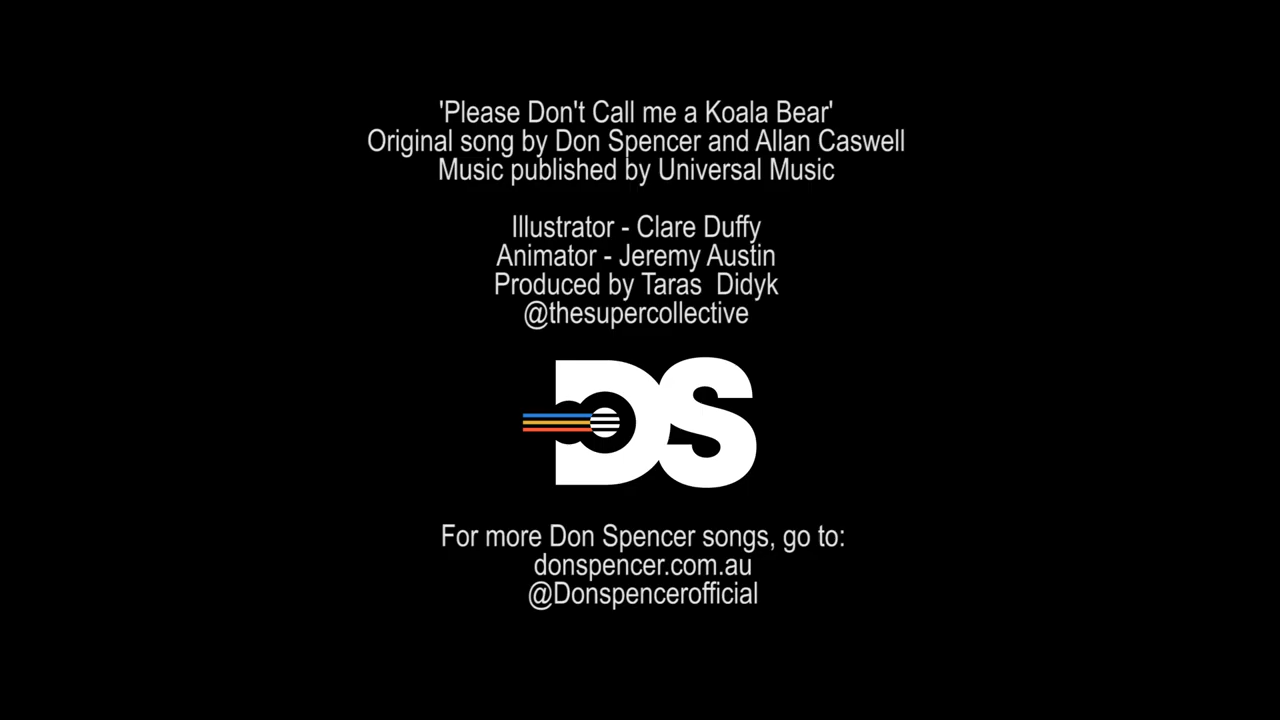 'Please Don't Call me a Koala Bear'
Original song by Don Spencer and Allan Caswell
Music published by Universal Music
Illustrator - Clare Duffy
Animator - Jeremy Austin
Produced by Taras  Didyk
@thesupercollective
DS
For more Don Spencer songs, go to:
donspencer.com.au
@Donspencerofficial